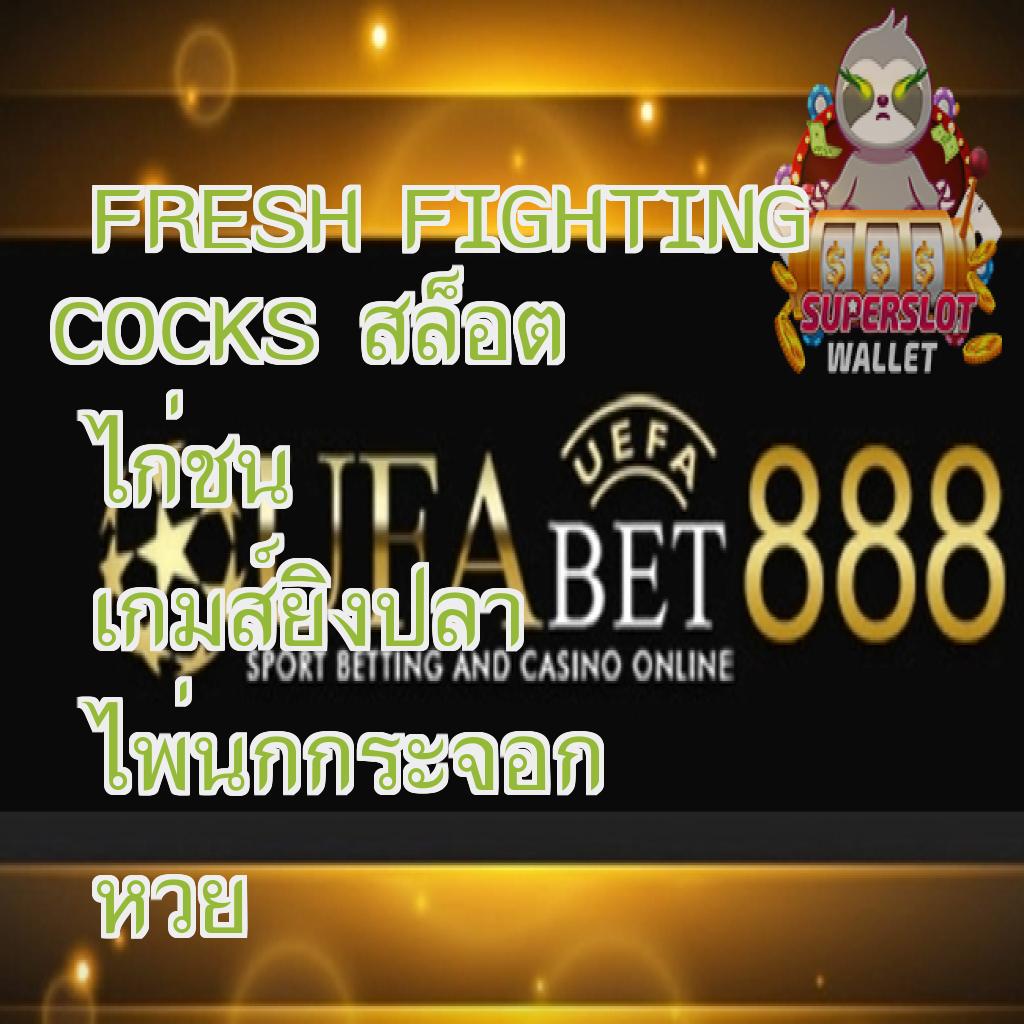 FRESH FIGHTING
COCKS สล็อต
ไก่ชน
เกมส์ยิงปลา
ไพ่นกกระจอก
หวย
SUPERSLOT
WALLET
UEFA
UFABET888
SPORT BETTING AND CASINO ONLINE